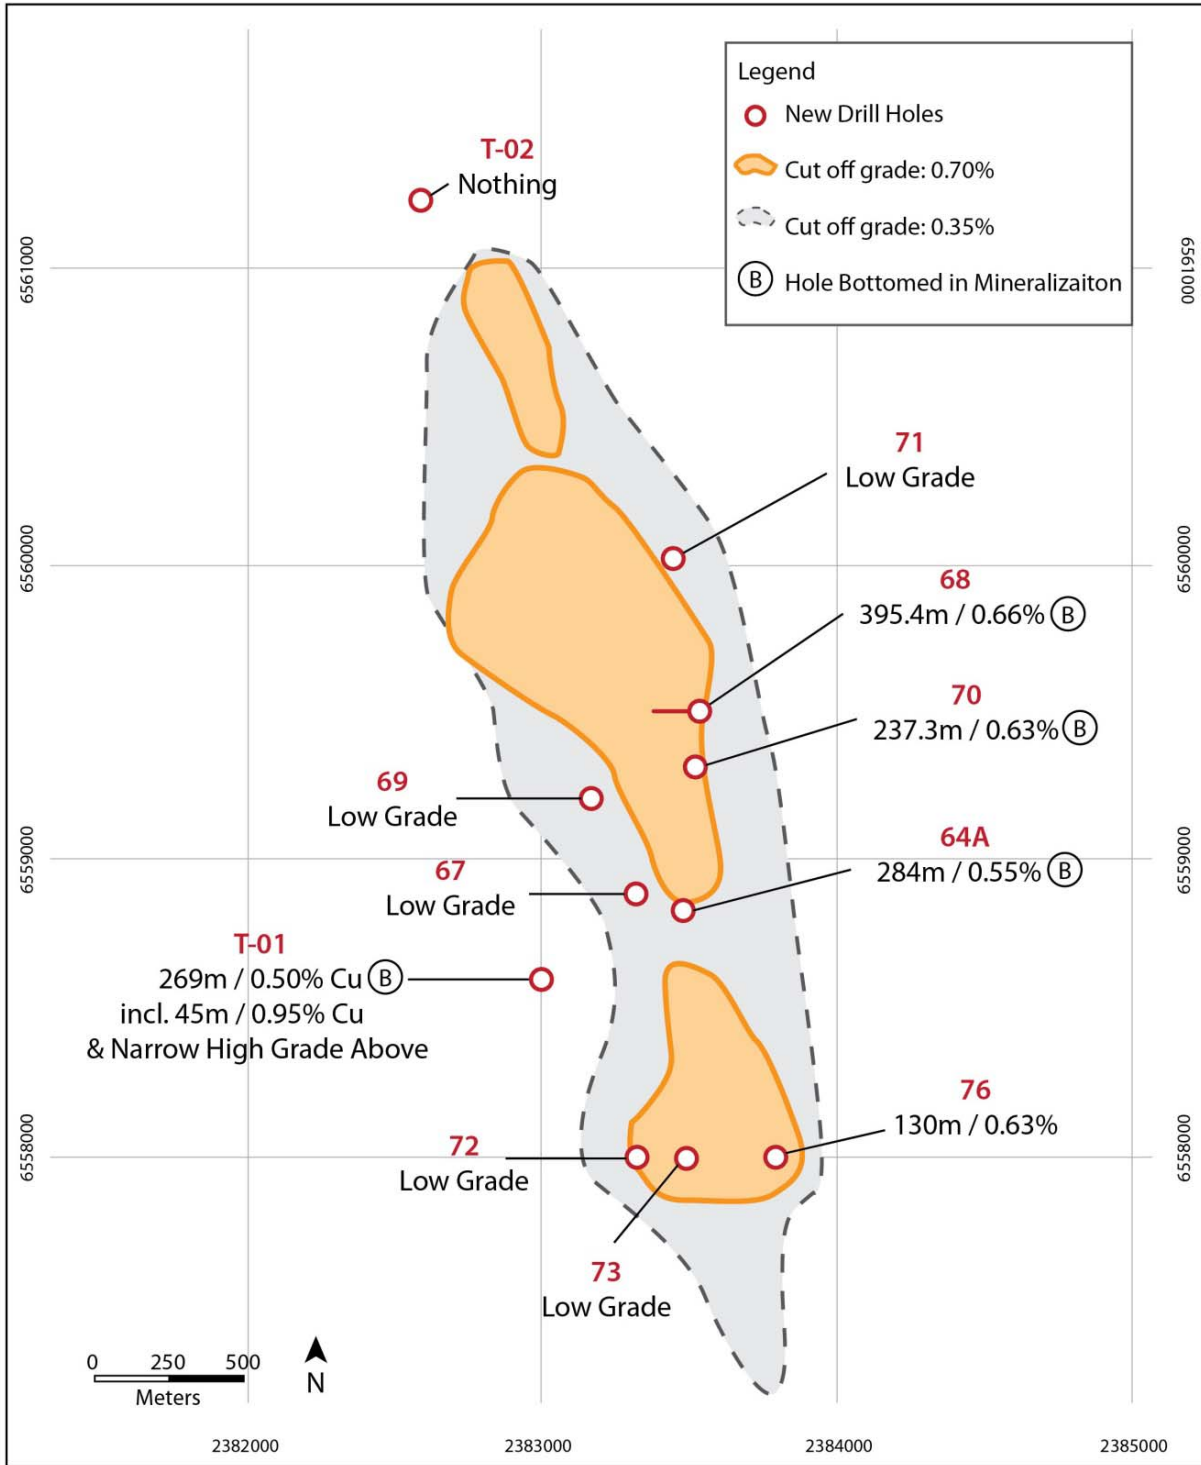 Legend
New Drill Holes
Cut off grade: 0.70%
Cut off grade: 0.35%
B Hole Bottomed in Mineralizaiton
T-02
Nothing
6561000
6561000
71
Low Grade
6560000
6560000
68
395.4m / 0.66% B
70
237.3m / 0.63% B
69
Low Grade
64A
284m / 0.55% B
6559000
6559000
67
Low Grade
T-01
269m / 0.50% Cu B
incl. 45m / 0.95% Cu
& Narrow High Grade Above
76
130m / 0.63%
72
Low Grade
6558000
6558000
73
Low Grade
0 250 500
Meters
N
2382000 2383000 2384000 2385000